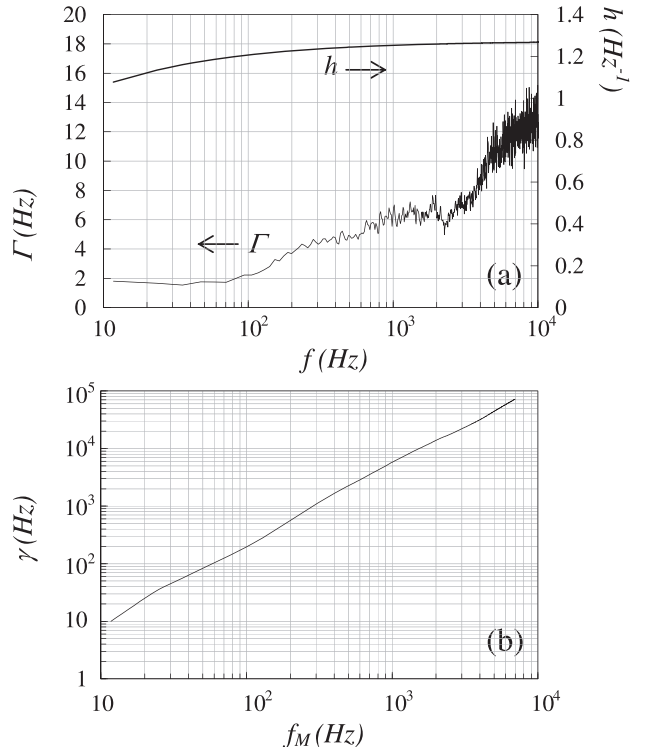 20 1.4
18 1.2
16
14 1
12
10 0.8
8 0.6
6 0.4
4
2 0.2
0 0
Γ (Hz)
h (Hz⁻¹)
h
Γ
(a)
10 10² 10³ 10⁴
f (Hz)
10⁵
10⁴
10³
10²
10
1
γ (Hz)
(b)
10 10² 10³ 10⁴
f_M (Hz)